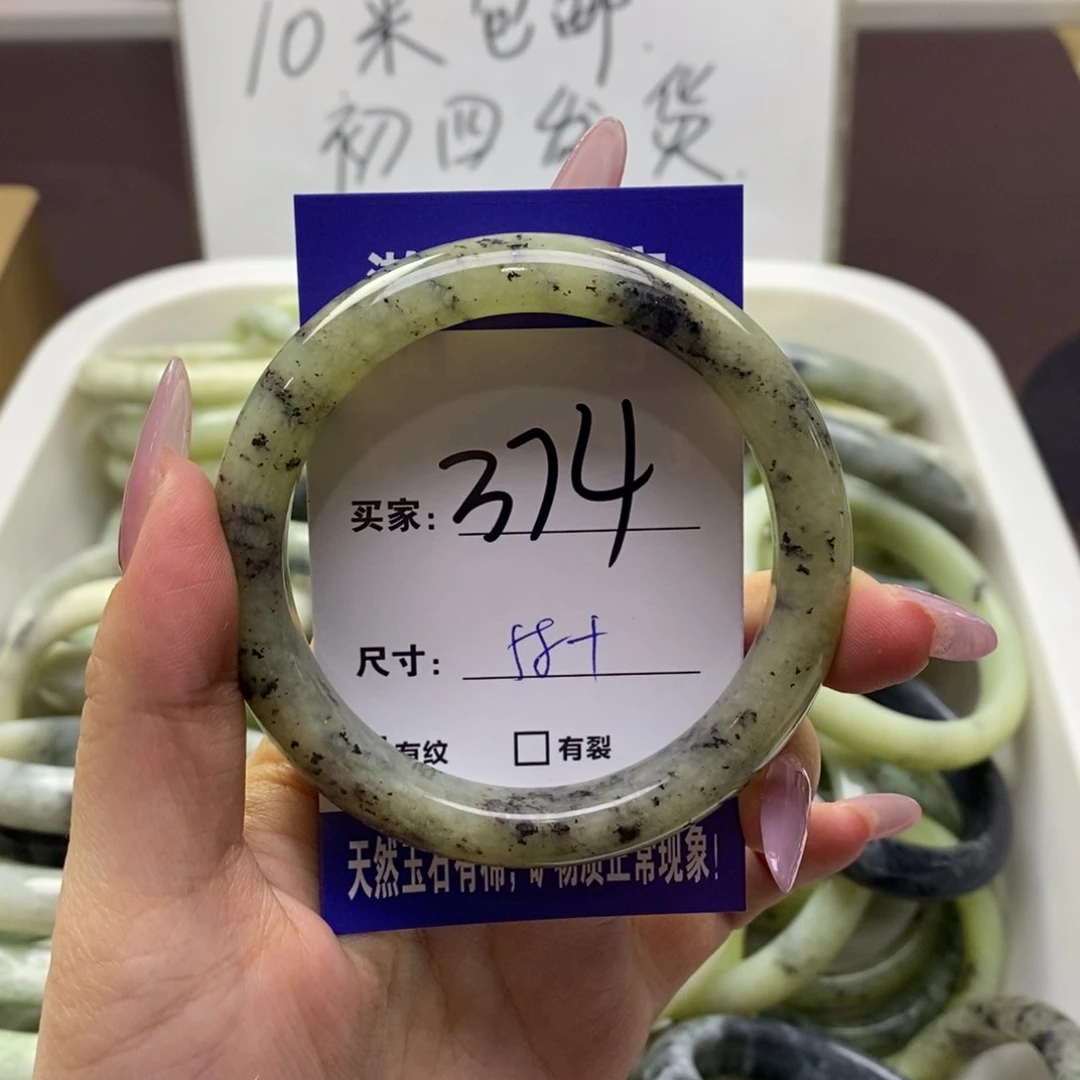 10米包邮.
初四发货.
买家: 374
尺寸: 58+
有纹 有裂
天然玉石有棉，矿物质正常现象!